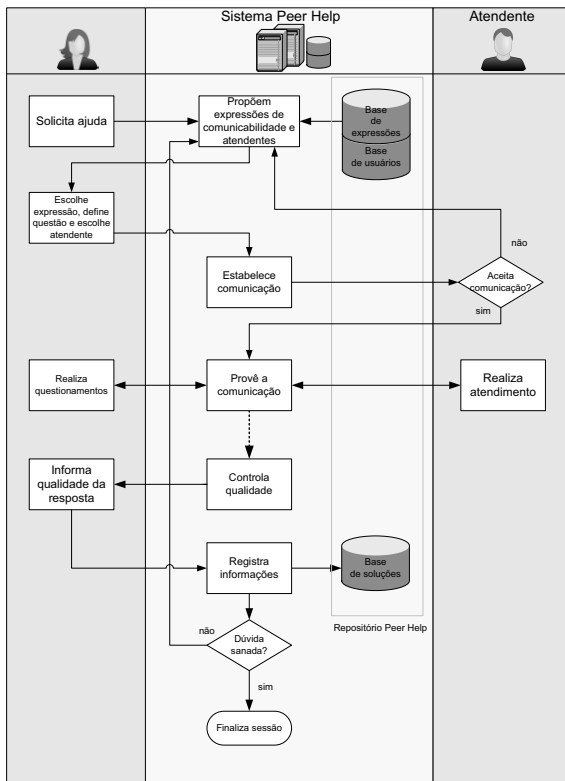 Sistema Peer Help
Atendente
Solicita ajuda
Propõem
expressões de
comunicabilidade e
atendentes
Base
de
expressões
Base
de usuários
Escolhe
expressão, define
questão e escolhe
atendente
não
Estabelece
comunicação
Aceita
comunicação?
sim
Realiza
questionamentos
Provê a
comunicação
Realiza
atendimento
Informa
qualidade da
resposta
Controla
qualidade
Registra
informações
Base
de soluções
não
Dúvida
sanada?
Repositório Peer Help
sim
Finaliza sessão